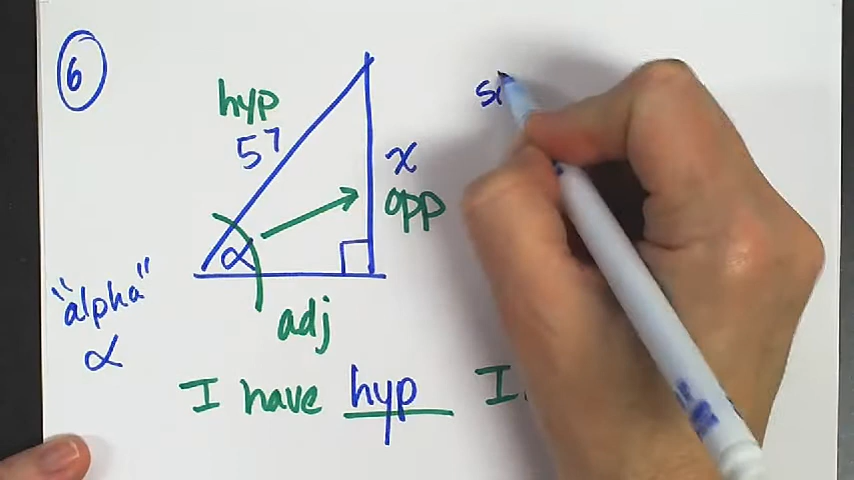 6
hyp
57
x
opp
α
adj
"alpha"
α
I have hyp I